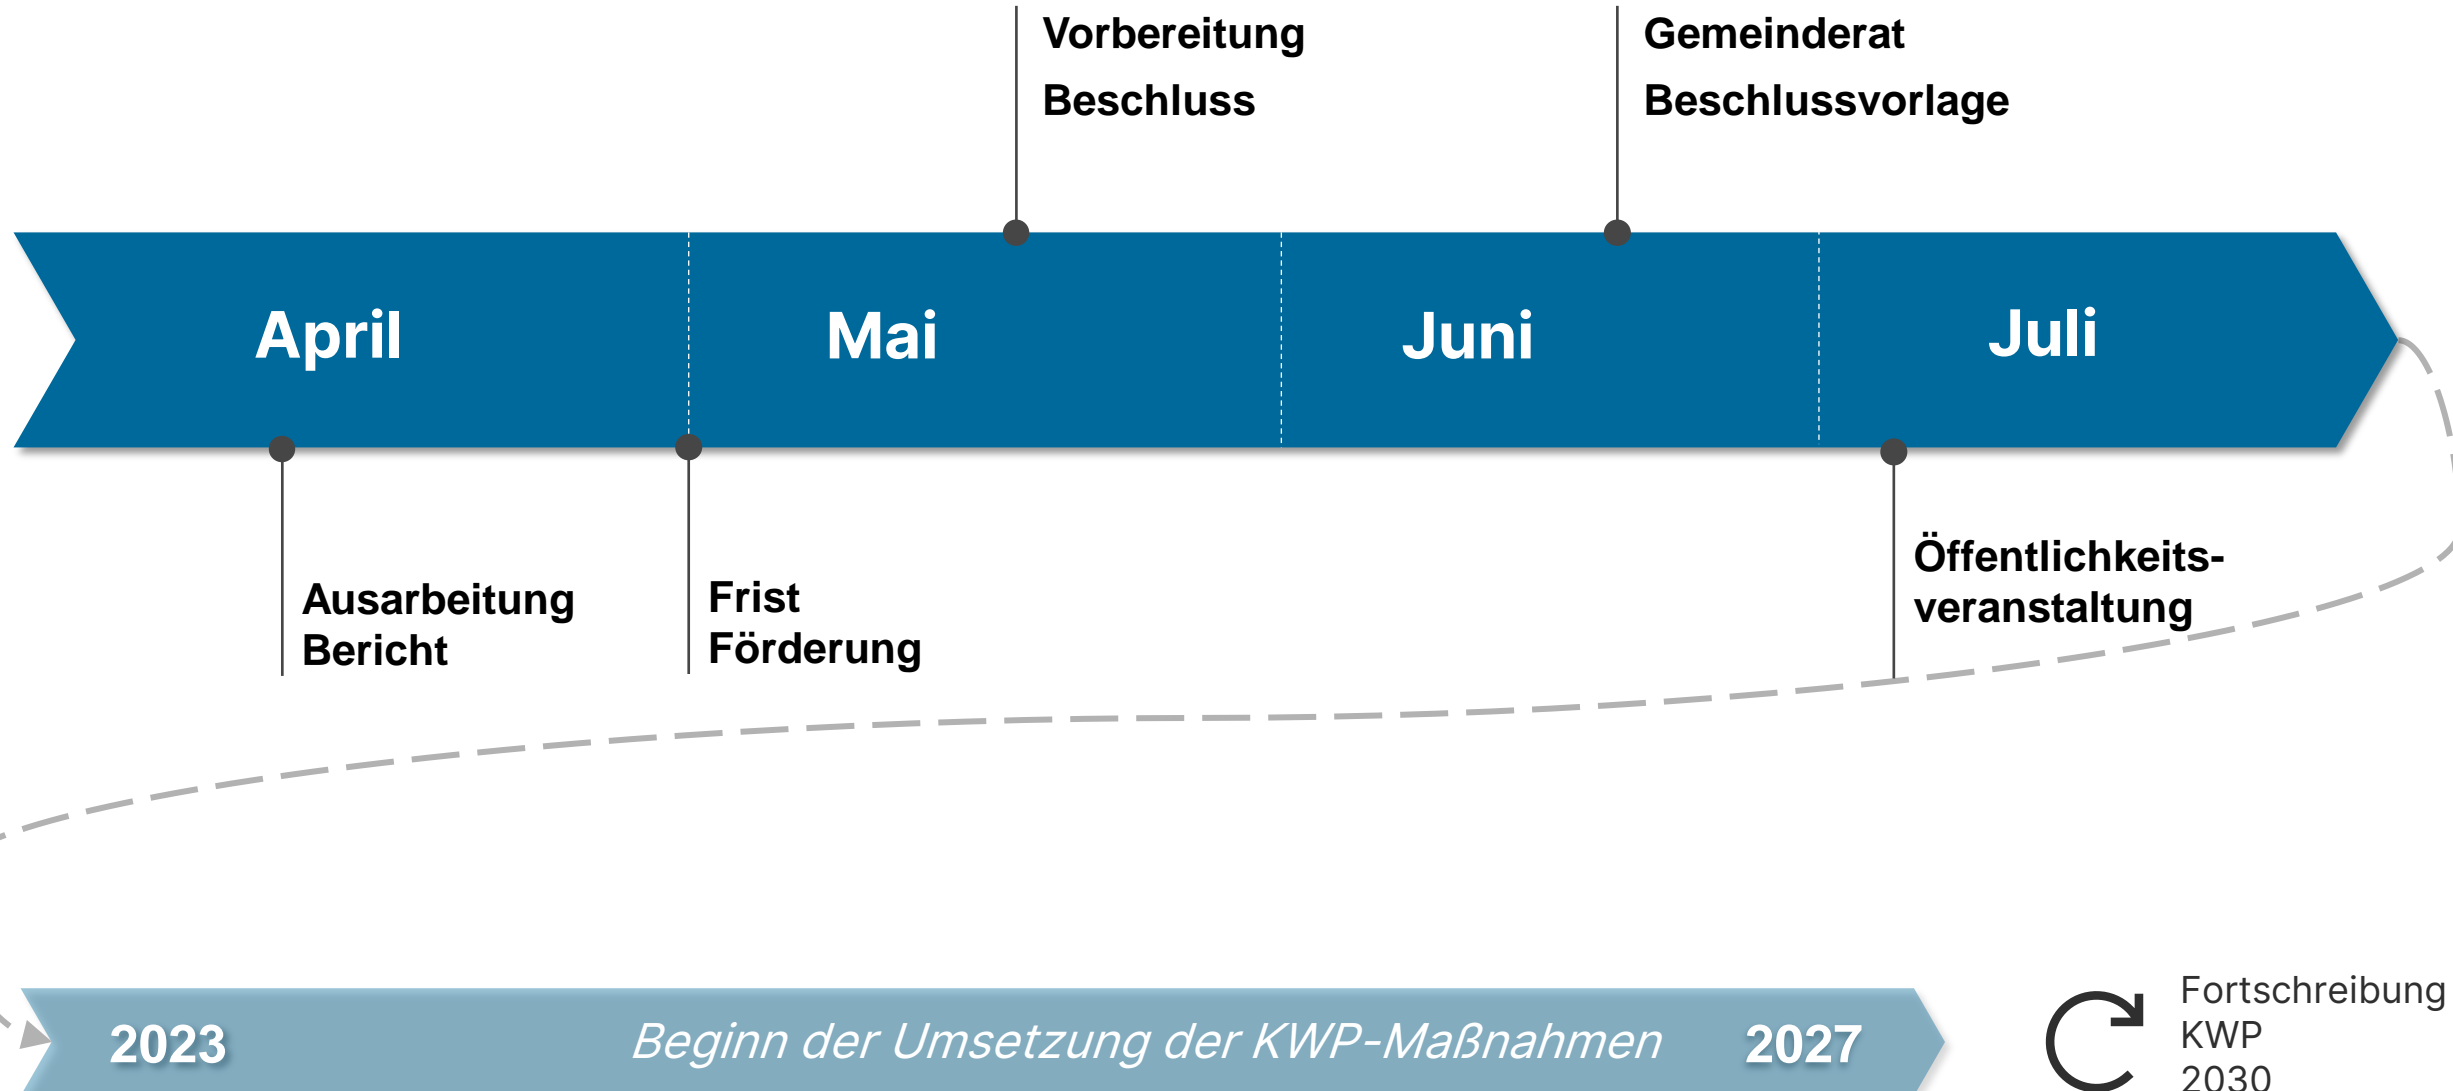 Vorbereitung
Beschluss
Gemeinderat
Beschlussvorlage
April
Mai
Juni
Juli
Ausarbeitung
Bericht
Frist
Förderung
Öffentlichkeits-
veranstaltung
2023
Beginn der Umsetzung der KWP-Maßnahmen
2027
Fortschreibung
KWP
2030